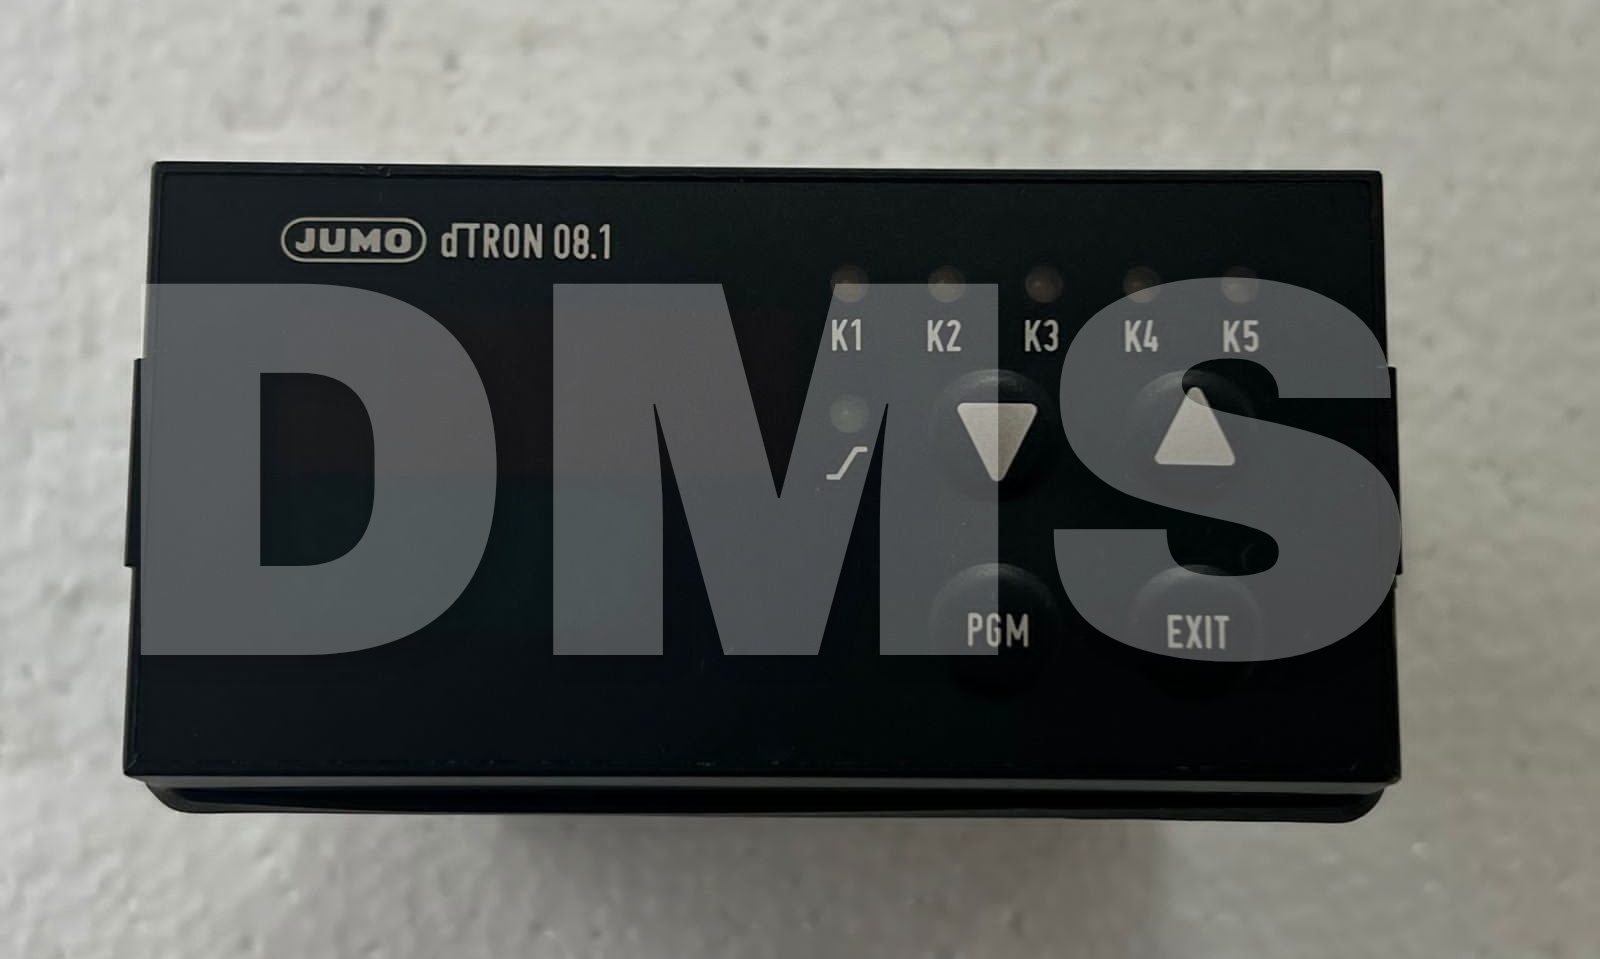 JUMO dTRON 08.1
K1 K2 K3 K4 K5
DMS
PGM EXIT